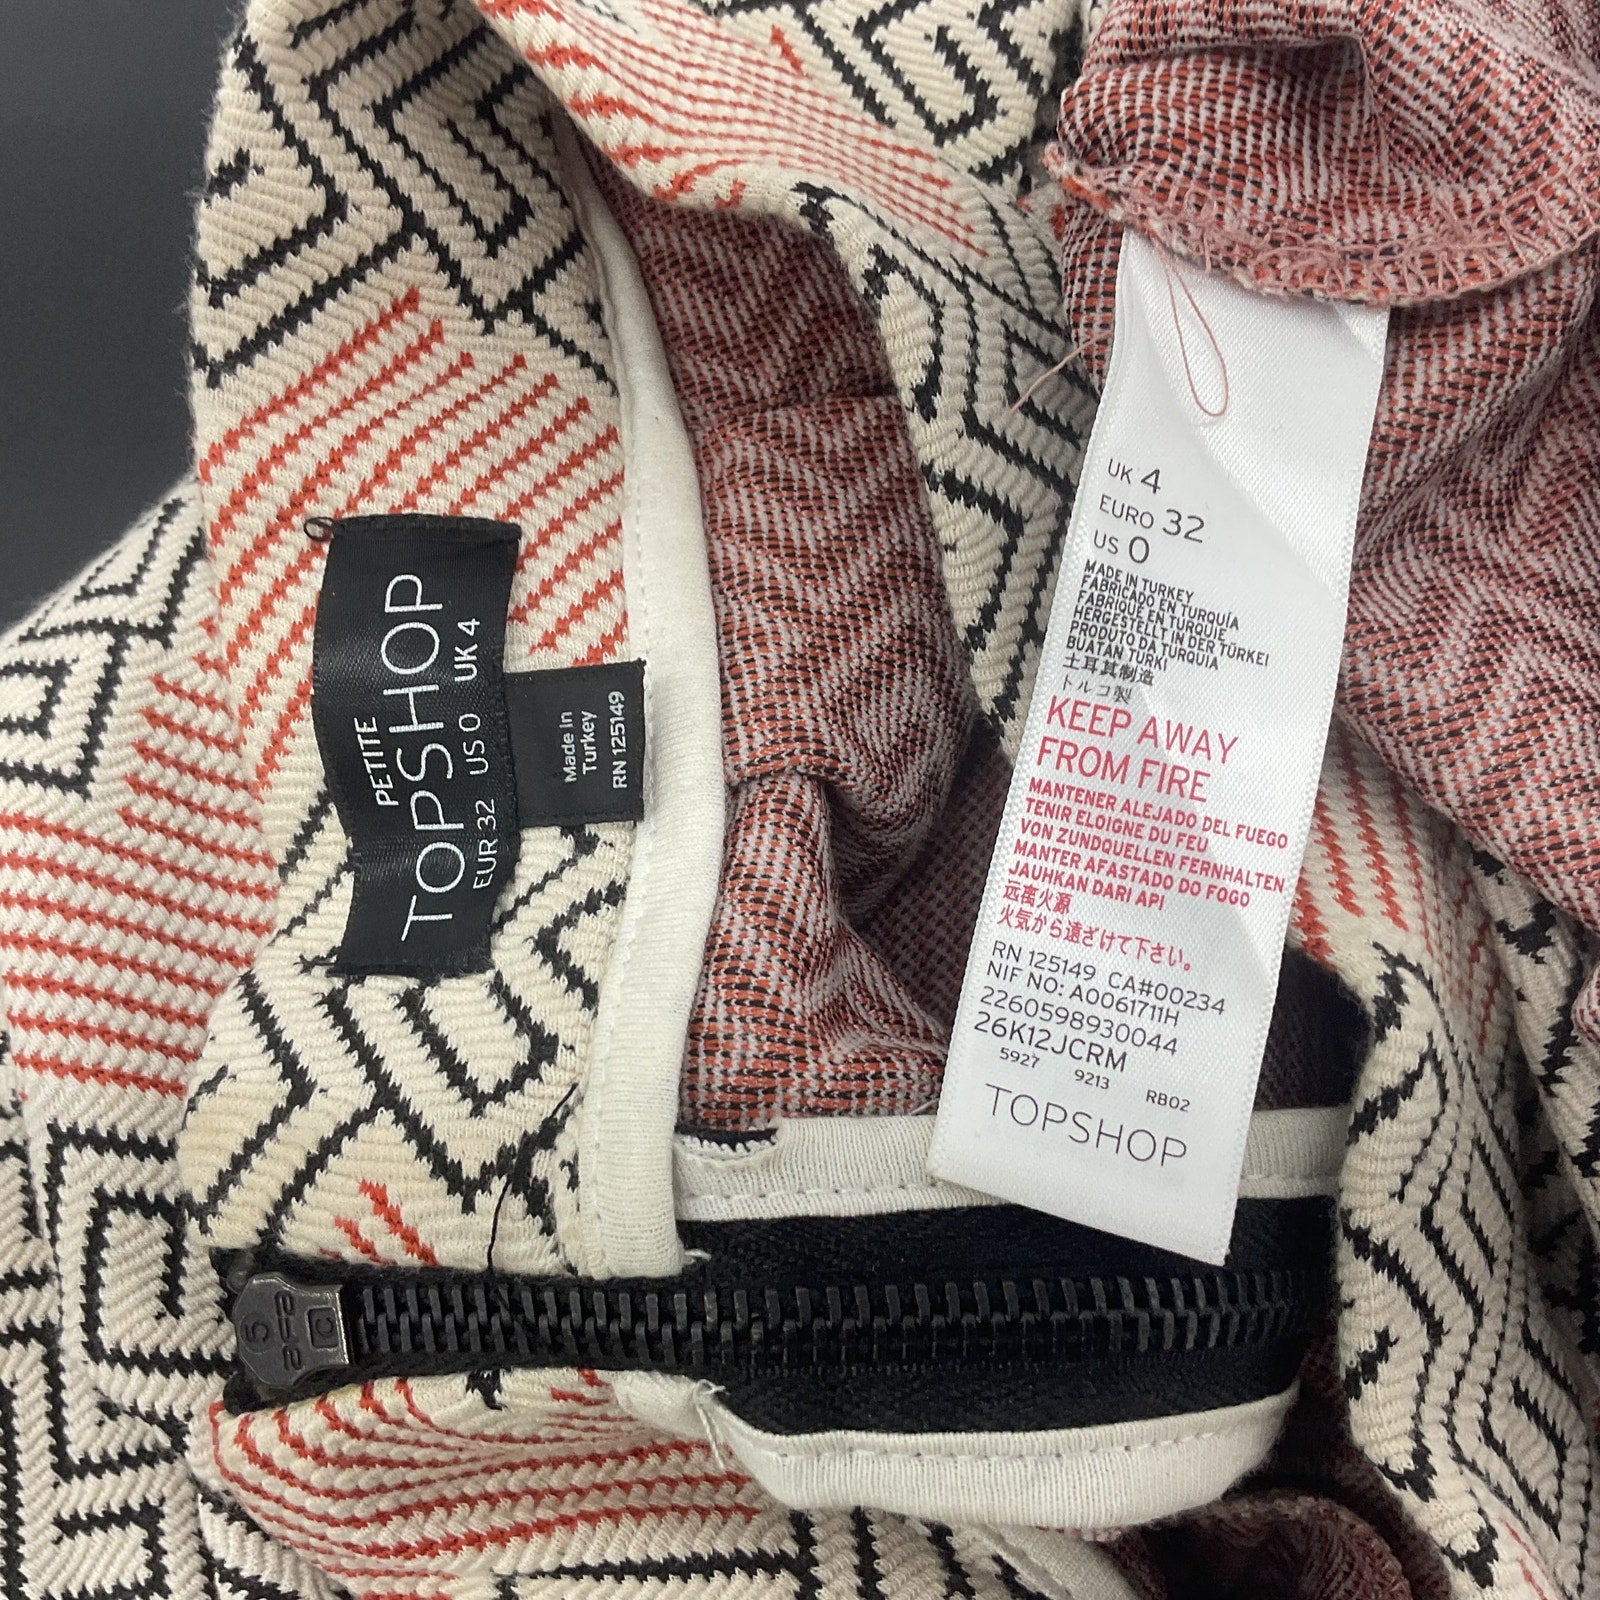 PETITE
TOPSHOP
EUR 32 US 0 UK 4
Made in
Turkey
RN 125149
UK 4
EURO 32
US 0
MADE IN TURKEY
FABRICADO EN TURQUÍA
FABRIQUÉ EN TURQUIE
HERGESTELLT IN DER TÜRKEI
PRODUTO DA TURQUIA
BUATAN TURKI
土耳其制造
トルコ製
KEEP AWAY
FROM FIRE
MANTENER ALEJADO DEL FUEGO
TENIR ELOIGNE DU FEU
VON ZUNDQUELLEN FERNHALTEN
MANTER AFASTADO DO FOGO
JAUHKAN DARI API
远离火源
火気から遠ざけて下さい。
RN 125149 CA#00234
NIF NO: A0061711H
2260598930044
26K12JCRM
5927 9213 RB02
TOPSHOP
5
C